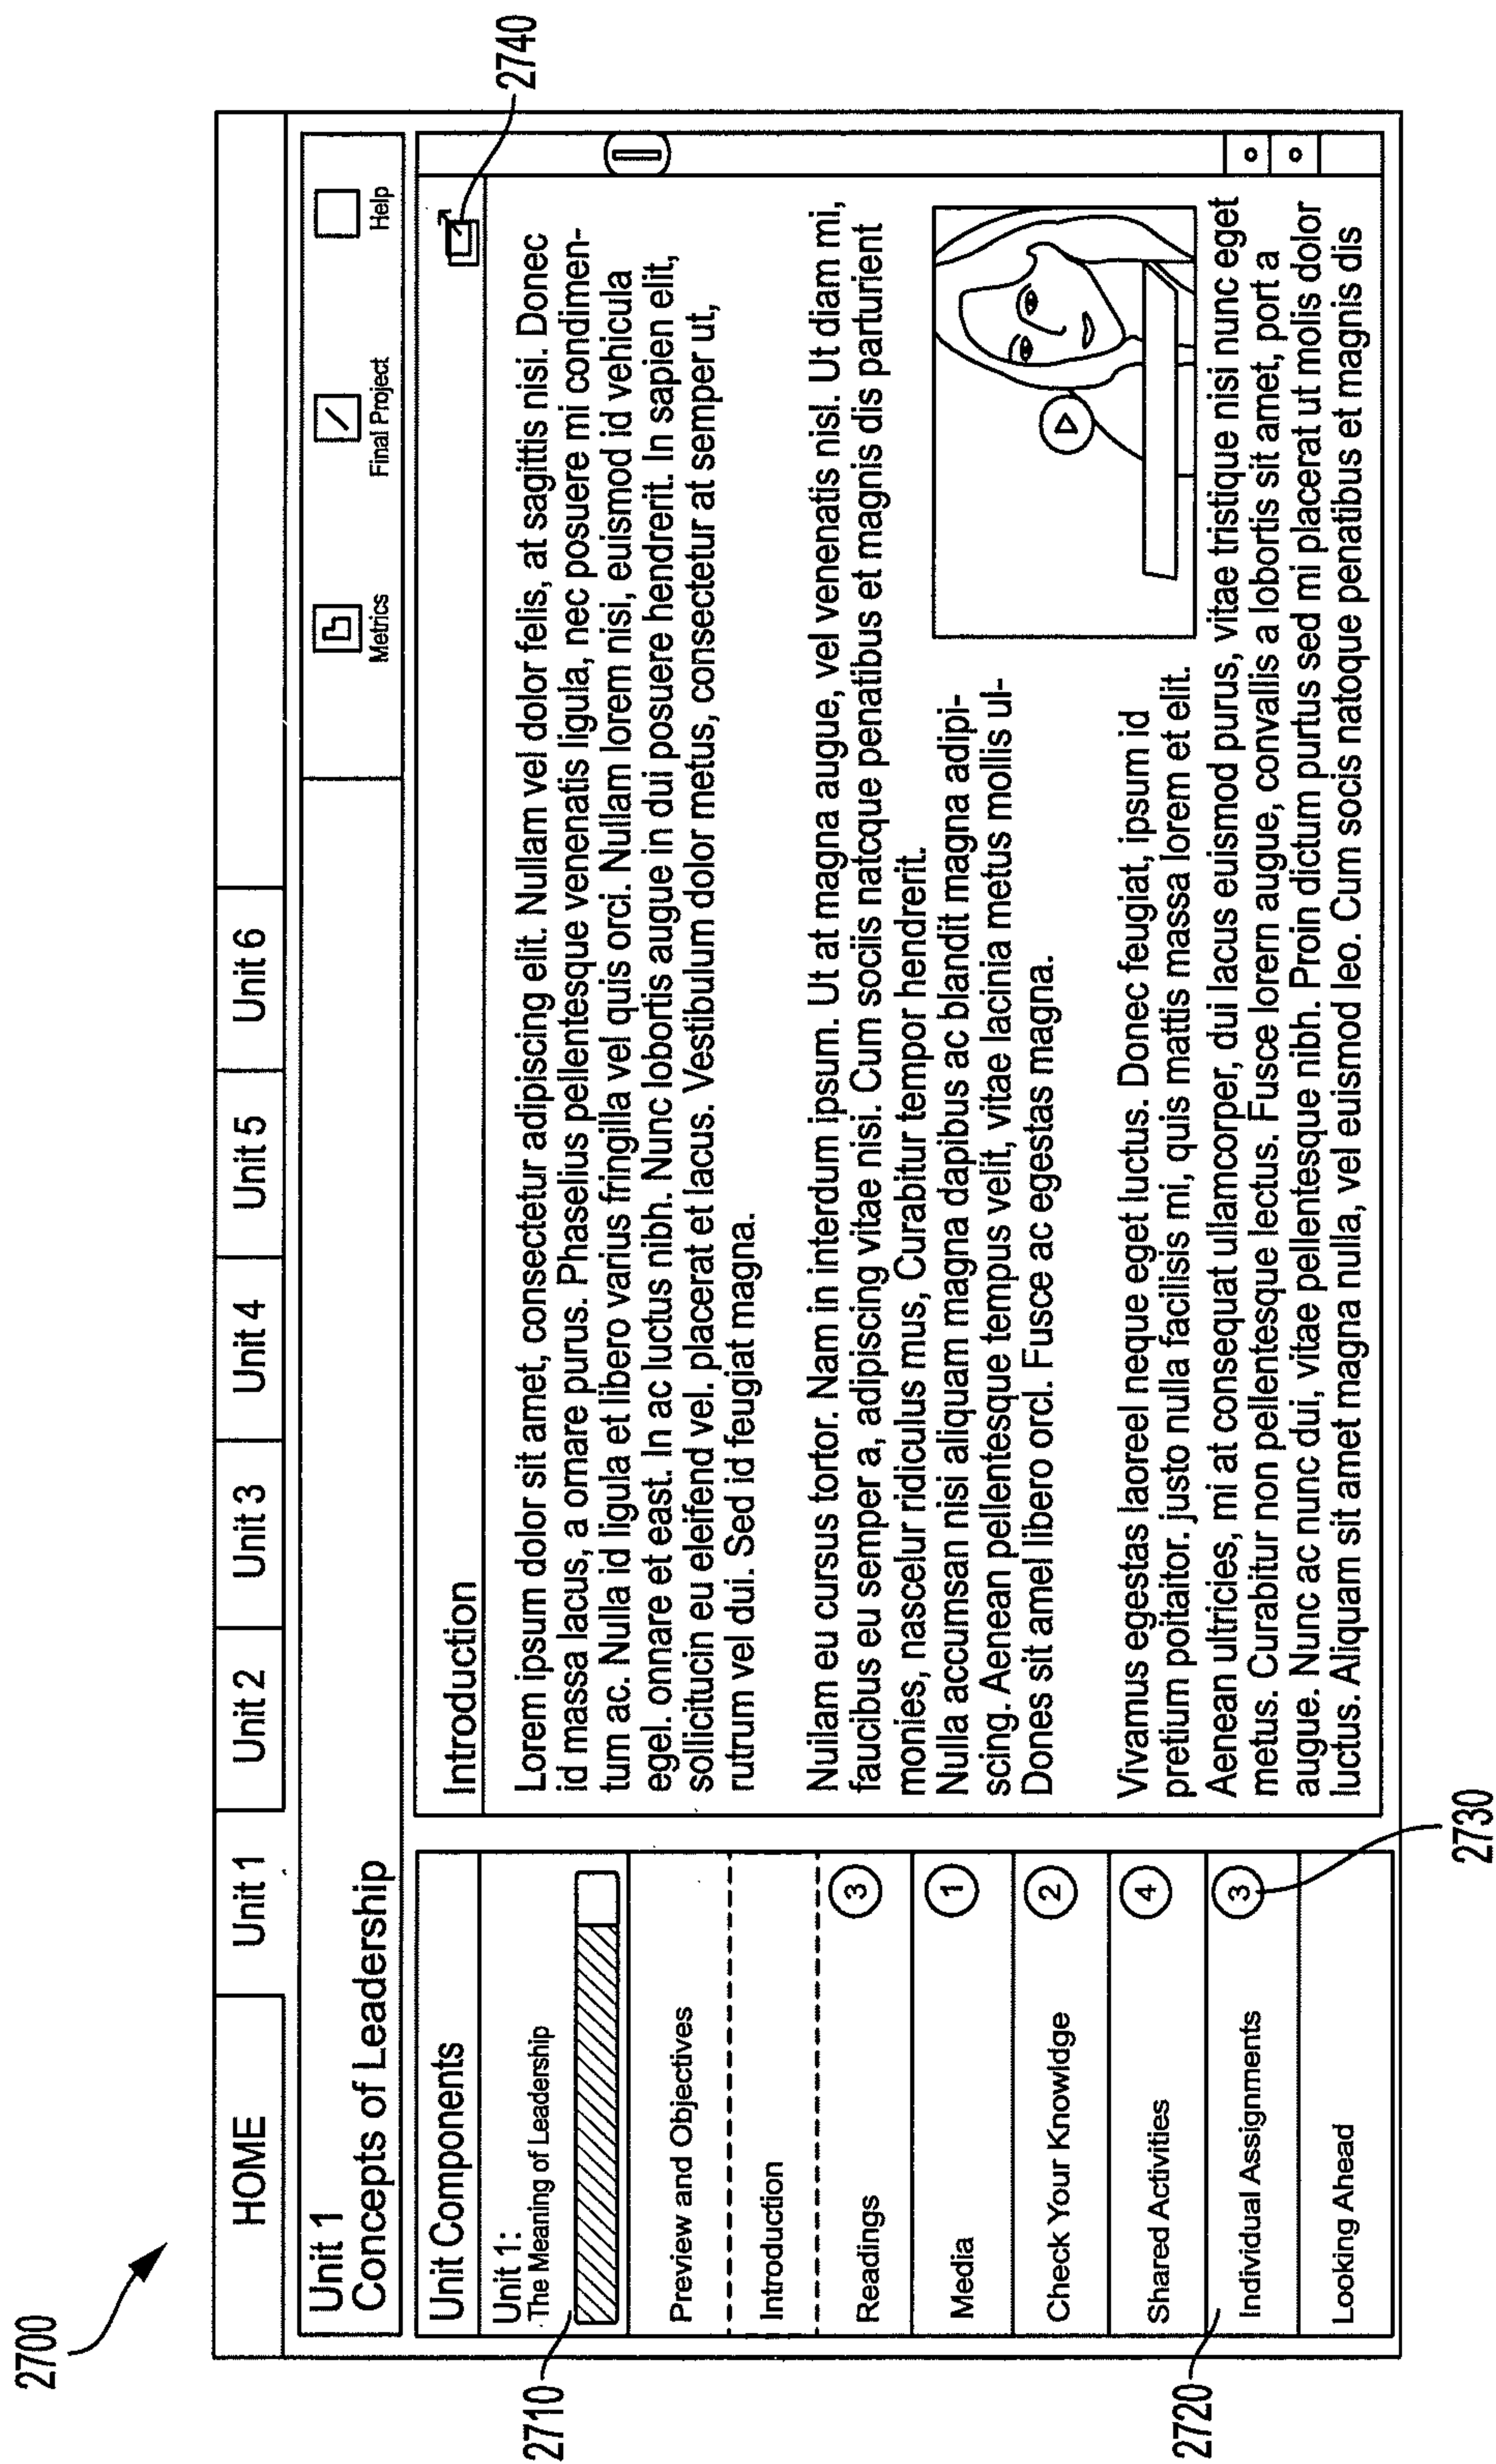 2700
HOME
Unit 1
Unit 2
Unit 3
Unit 4
Unit 5
Unit 6
Unit 1
Concepts of Leadership
Metrics
Final Project
Help
Unit Components
Unit 1:
The Meaning of Leadership
2710
Preview and Objectives
Introduction
Readings
3
Media
1
Check Your Knowldge
2
Shared Activities
4
2720
Individual Assignments
3
2730
Looking Ahead
Introduction
2740
Lorem ipsum dolor sit amet, consectetur adipiscing elit. Nullam vel dolor felis, at sagittis nisi. Donec
id massa lacus, a ornare purus. Phaselius pellentesque venenatis ligula, nec posuere mi condimen-
tum ac. Nulla id ligula et libero varius fringilla vel quis orci. Nullam lorem nisi, euismod id vehicula
egel. onnare et east. In ac luctus nibh. Nunc lobortis augue in dui posuere hendrerit. In sapien elit,
sollicitucin eu eleifend vel. placerat et lacus. Vestibulum dolor metus, consectetur at semper ut,
rutrum vel dui. Sed id feugiat magna.
Nuilam eu cursus tortor. Nam in interdum ipsum. Ut at magna augue, vel venenatis nisl. Ut diam mi,
faucibus eu semper a, adipiscing vitae nisi. Cum sociis natcque penatibus et magnis dis parturient
monies, nascelur ridiculus mus, Curabitur tempor hendrerit.
Nulla accumsan nisi aliquam magna dapibus ac blandit magna adipi-
scing. Aenean pellentesque tempus velit, vitae lacinia metus mollis ul-
Dones sit amel libero orcl. Fusce ac egestas magna.
Vivamus egestas laoreel neque eget luctus. Donec feugiat, ipsum id
pretium poitaitor. justo nulla facilisis mi, quis mattis massa lorem et elit.
Aenean ultricies, mi at consequat ullamcorper, dui lacus euismod purus, vitae tristique nisi nunc eget
metus. Curabitur non pellentesque lectus. Fusce lorem augue, convallis a lobortis sit amet, port a
augue. Nunc ac nunc dui, vitae pellentesque nibh. Proin dictum purtus sed mi placerat ut molis dolor
luctus. Aliquam sit amet magna nulla, vel euismod leo. Cum socis natoque penatibus et magnis dis